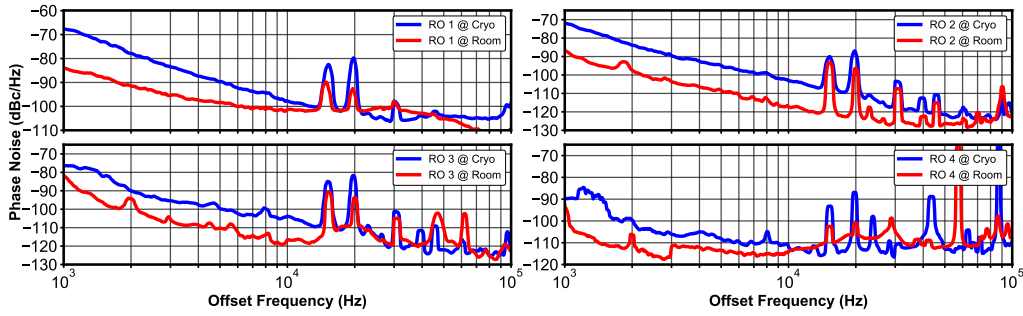 −60
−70
−80
−90
−100
−110
RO 1 @ Cryo
RO 1 @ Room
−70
−80
−90
−100
−110
−120
−130
RO 2 @ Cryo
RO 2 @ Room
Phase Noise (dBc/Hz)
−70
−80
−90
−100
−110
−120
−130
RO 3 @ Cryo
RO 3 @ Room
10³
10⁴
10⁵
Offset Frequency (Hz)
−70
−80
−90
−100
−110
−120
RO 4 @ Cryo
RO 4 @ Room
10³
10⁴
10⁵
Offset Frequency (Hz)